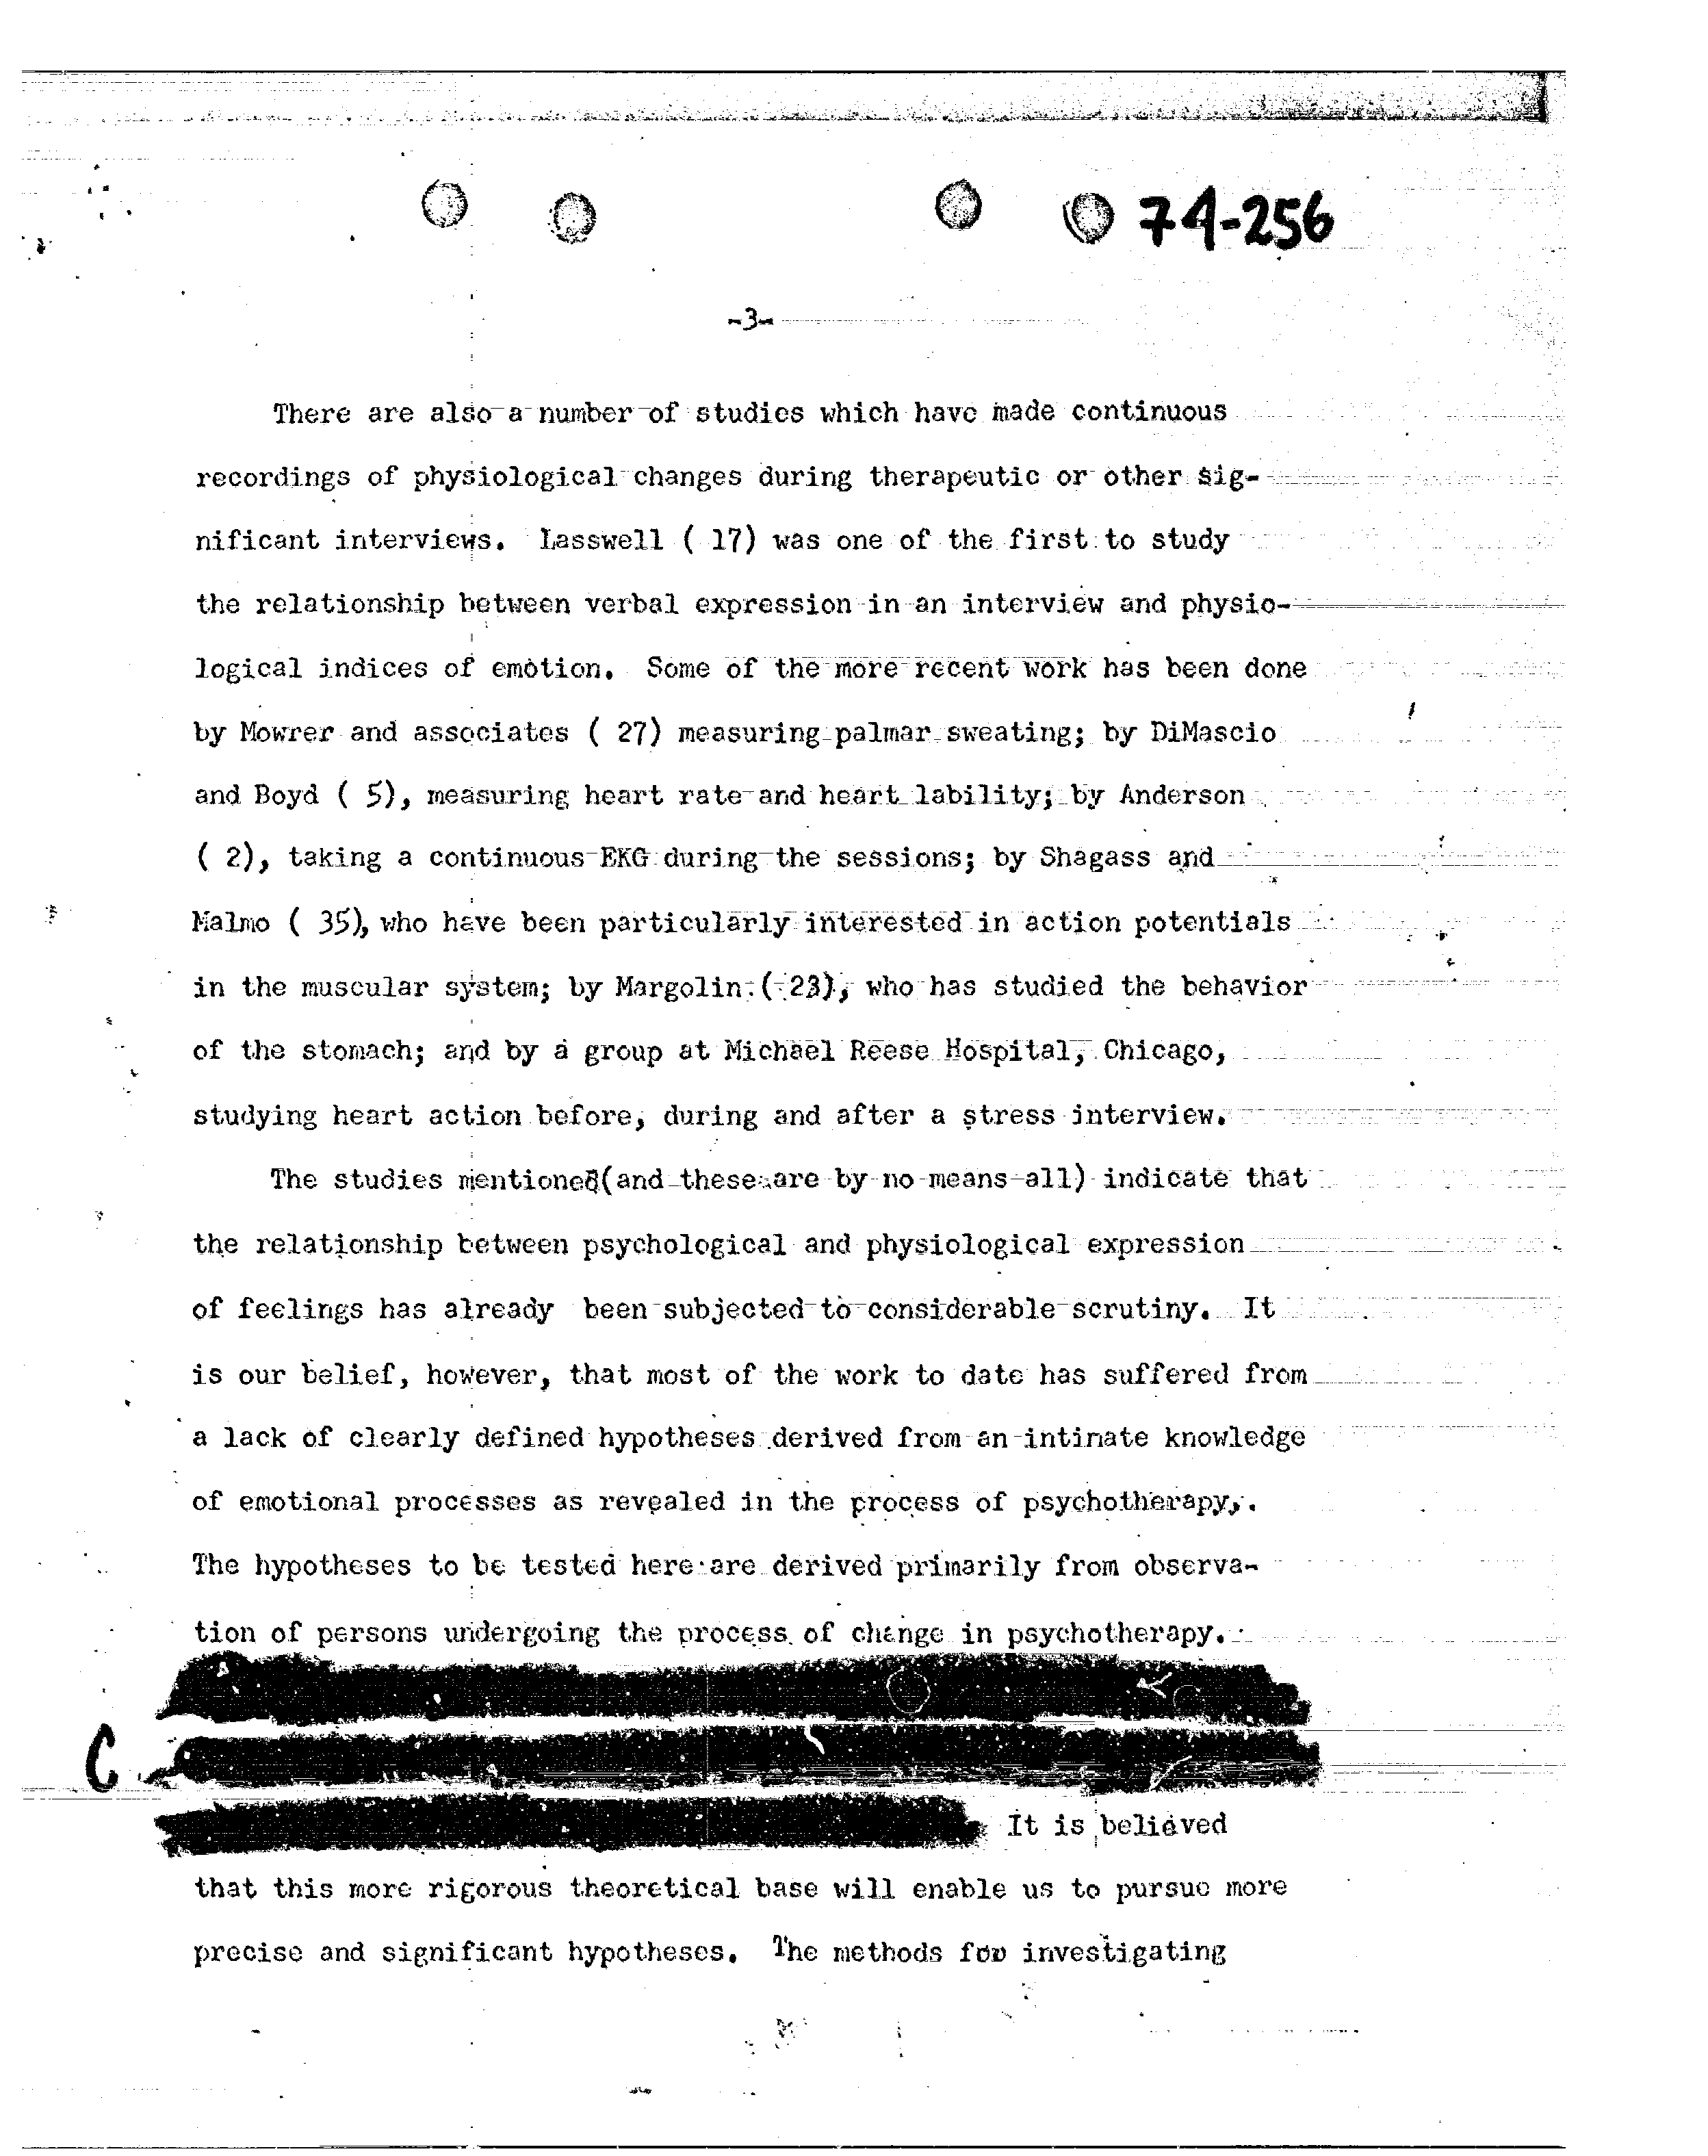 74-256
-3-
There are also a number of studies which have made continuous
recordings of physiological changes during therapeutic or other sig-
nificant interviews. Lasswell ( 17) was one of the first to study
the relationship between verbal expression in an interview and physio-
logical indices of emotion. Some of the more recent work has been done
by Mowrer and associates ( 27) measuring palmar sweating; by DiMascio
and Boyd ( 5), measuring heart rate and heart lability; by Anderson
( 2), taking a continuous EKG during the sessions; by Shagass and
Malmo ( 35), who have been particularly interested in action potentials
in the muscular system; by Margolin ( 23), who has studied the behavior
of the stomach; and by a group at Michael Reese Hospital, Chicago,
studying heart action before, during and after a stress interview.
The studies mentioned(and these are by no means all) indicate that
the relationship between psychological and physiological expression
of feelings has already been subjected to considerable scrutiny. It
is our belief, however, that most of the work to date has suffered from
a lack of clearly defined hypotheses derived from an intimate knowledge
of emotional processes as revealed in the process of psychotherapy,.
The hypotheses to be tested here are derived primarily from observa-
tion of persons undergoing the process of change in psychotherapy.
C
It is believed
that this more rigorous theoretical base will enable us to pursue more
precise and significant hypotheses. The methods for investigating